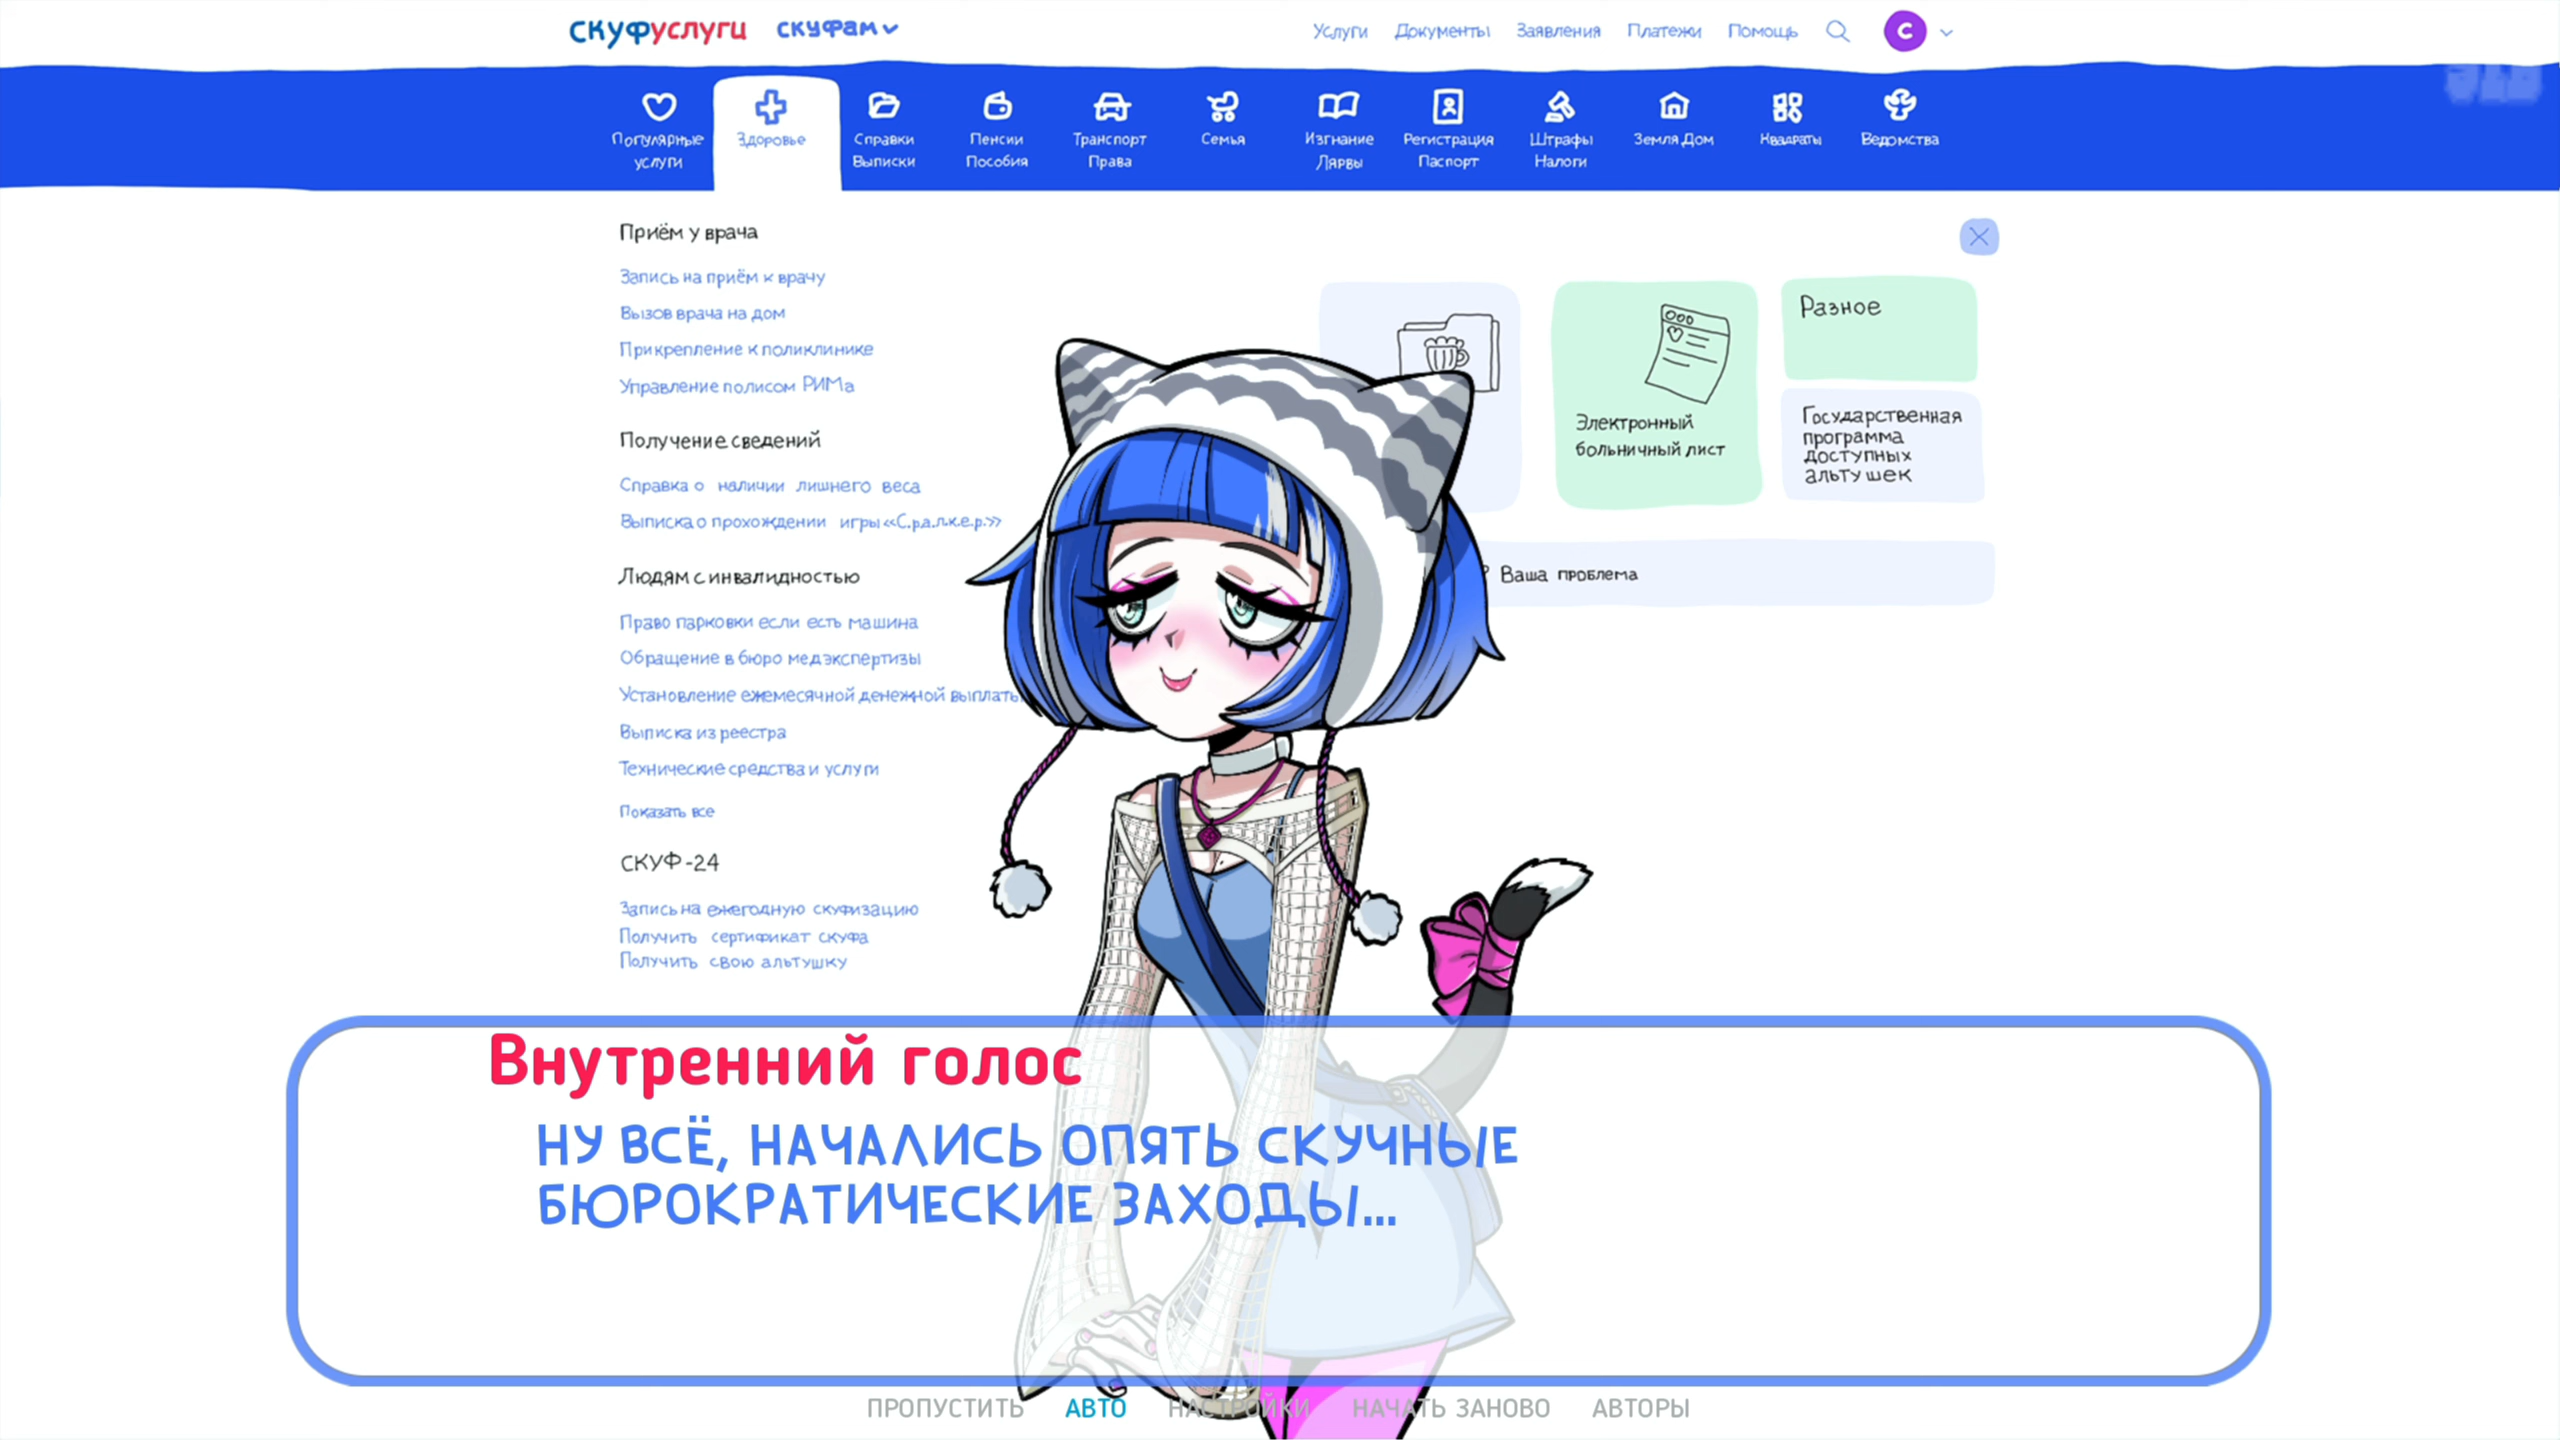 СКУФУСЛУГИ СКУФАМ
Услуги Документы Заявления Платежи Помощь С
Популярные услуги
Здоровье
Справки Выписки
Пенсии Пособия
Транспорт Права
Семья
Изгнание Лярвы
Регистрация Паспорт
Штрафы Налоги
Земля Дом
Квадраты
Ведомства
Приём у врача
Запись на приём к врачу
Вызов врача на дом
Прикрепление к поликлинике
Управление полисом РИМа
Получение сведений
Справка о наличии лишнего веса
Выписка о прохождении игры «С.р.а.л.к.е.р.»
Людям с инвалидностью
Право парковки если есть машина
Обращение в бюро медэкспертизы
Установление ежемесячной денежной выплаты
Выписка из реестра
Технические средства и услуги
Показать все
СКУФ-24
Запись на ежегодную скуфизацию
Получить сертификат скуфа
Получить свою альтушку
Электронный
больничный лист
Разное
Государственная
программа
доступных
альтушек
? Ваша проблема
Внутренний голос
НУ ВСЁ, НАЧАЛИСЬ ОПЯТЬ СКУЧНЫЕ
БЮРОКРАТИЧЕСКИЕ ЗАХОДЫ...
ПРОПУСТИТЬ АВТО НАСТРОЙКИ НАЧАТЬ ЗАНОВО АВТОРЫ